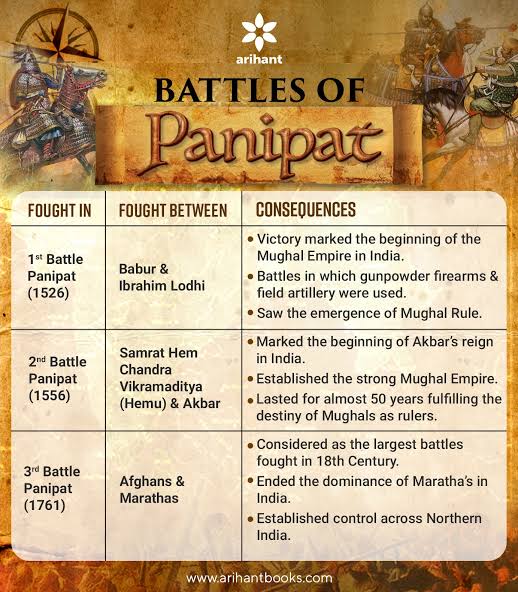 arihant
BATTLES OF
Panipat
FOUGHT IN
FOUGHT BETWEEN
CONSEQUENCES
1st Battle
Panipat
(1526)
Babur &
Ibrahim Lodhi
• Victory marked the beginning of the
Mughal Empire in India.
• Battles in which gunpowder firearms &
field artillery were used.
• Saw the emergence of Mughal Rule.
2nd Battle
Panipat
(1556)
Samrat Hem
Chandra
Vikramaditya
(Hemu) & Akbar
• Marked the beginning of Akbar's reign
in India.
• Established the strong Mughal Empire.
• Lasted for almost 50 years fulfilling the
destiny of Mughals as rulers.
3rd Battle
Panipat
(1761)
Afghans &
Marathas
• Considered as the largest battles
fought in 18th Century.
• Ended the dominance of Maratha's in
India.
• Established control across Northern
India.
www.arihantbooks.com